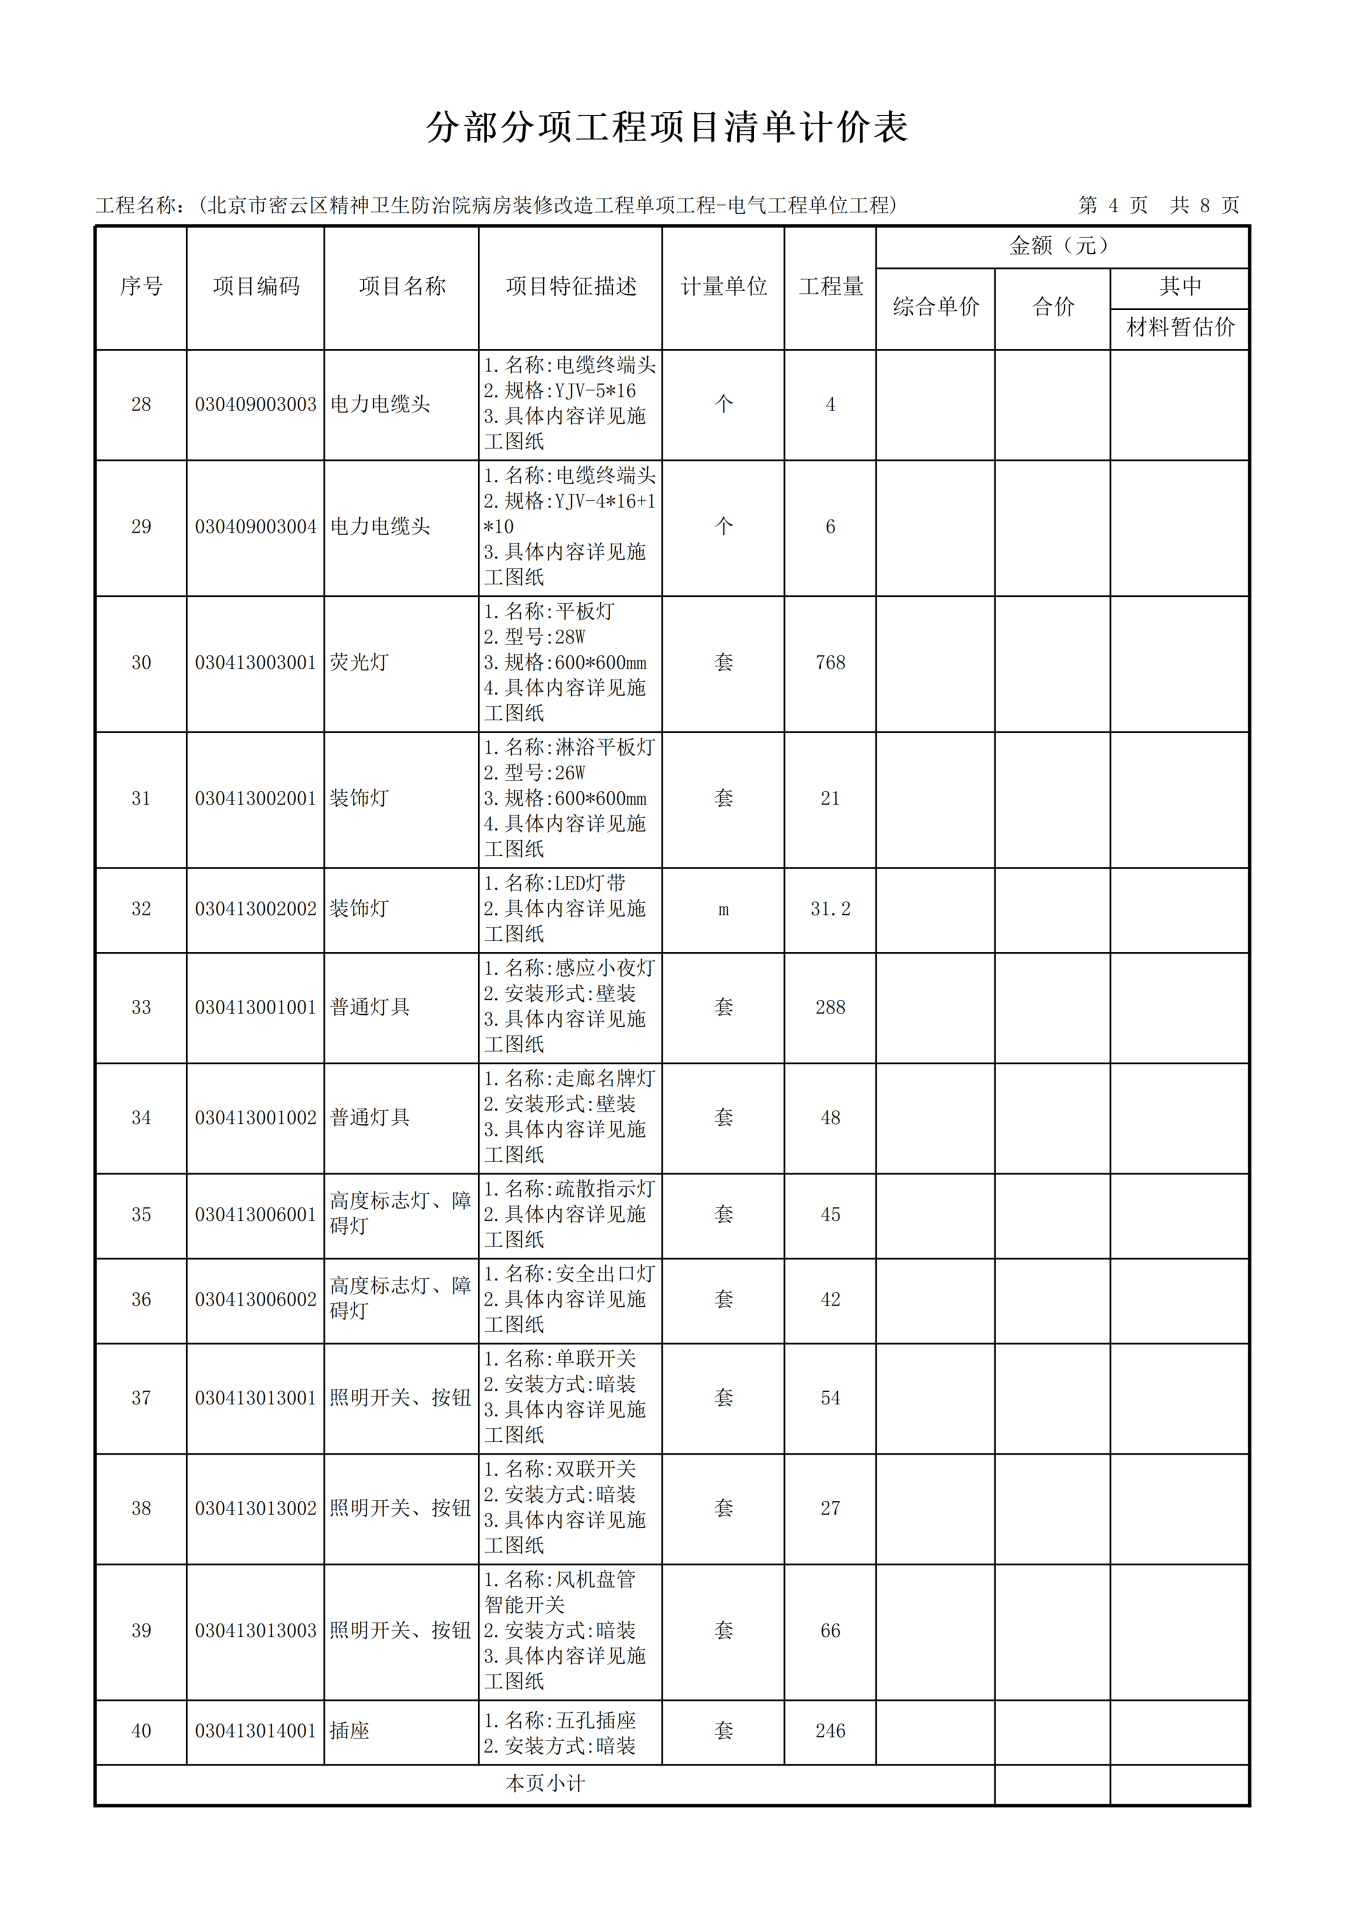 分部分项工程项目清单计价表
工程名称：(北京市密云区精神卫生防治院病房装修改造工程单项工程-电气工程单位工程) 第 4 页 共 8 页
序号 项目编码 项目名称 项目特征描述 计量单位 工程量 金额（元）
综合单价 合价 其中
材料暂估价
28 030409003003 电力电缆头 1.名称:电缆终端头
2.规格:YJV-5*16
3.具体内容详见施
工图纸
个 4
29 030409003004 电力电缆头 1.名称:电缆终端头
2.规格:YJV-4*16+1
*10
3.具体内容详见施
工图纸
个 6
30 030413003001 荧光灯 1.名称:平板灯
2.型号:28W
3.规格:600*600mm
4.具体内容详见施
工图纸
套 768
31 030413002001 装饰灯 1.名称:淋浴平板灯
2.型号:26W
3.规格:600*600mm
4.具体内容详见施
工图纸
套 21
32 030413002002 装饰灯 1.名称:LED灯带
2.具体内容详见施
工图纸
m 31.2
33 030413001001 普通灯具 1.名称:感应小夜灯
2.安装形式:壁装
3.具体内容详见施
工图纸
套 288
34 030413001002 普通灯具 1.名称:走廊名牌灯
2.安装形式:壁装
3.具体内容详见施
工图纸
套 48
35 030413006001 高度标志灯、障
碍灯
1.名称:疏散指示灯
2.具体内容详见施
工图纸
套 45
36 030413006002 高度标志灯、障
碍灯
1.名称:安全出口灯
2.具体内容详见施
工图纸
套 42
37 030413013001 照明开关、按钮 1.名称:单联开关
2.安装方式:暗装
3.具体内容详见施
工图纸
套 54
38 030413013002 照明开关、按钮 1.名称:双联开关
2.安装方式:暗装
3.具体内容详见施
工图纸
套 27
39 030413013003 照明开关、按钮 1.名称:风机盘管
智能开关
2.安装方式:暗装
3.具体内容详见施
工图纸
套 66
40 030413014001 插座 1.名称:五孔插座
2.安装方式:暗装
套 246
本页小计